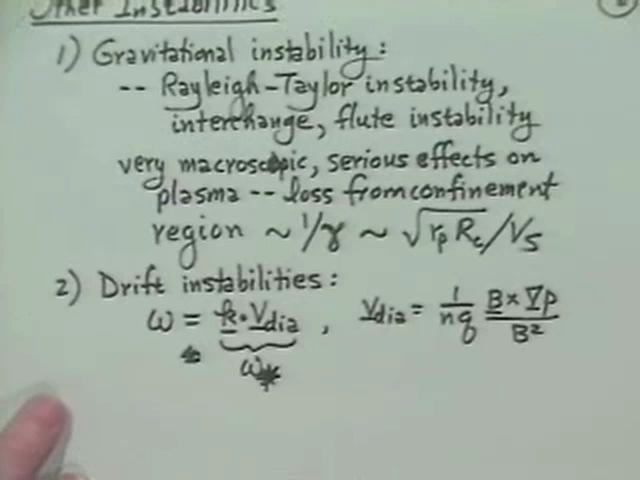 Other Instabilities
1) Gravitational instability:
-- Rayleigh-Taylor instability,
interchange, flute instability
very macroscopic, serious effects on
plasma -- loss from confinement
region ~ 1/γ ~ √(r_p R_c)/V_S
2) Drift instabilities:
ω = k · V_dia , V_dia = 1/(nq) (B × ∇p)/B²
ω_*